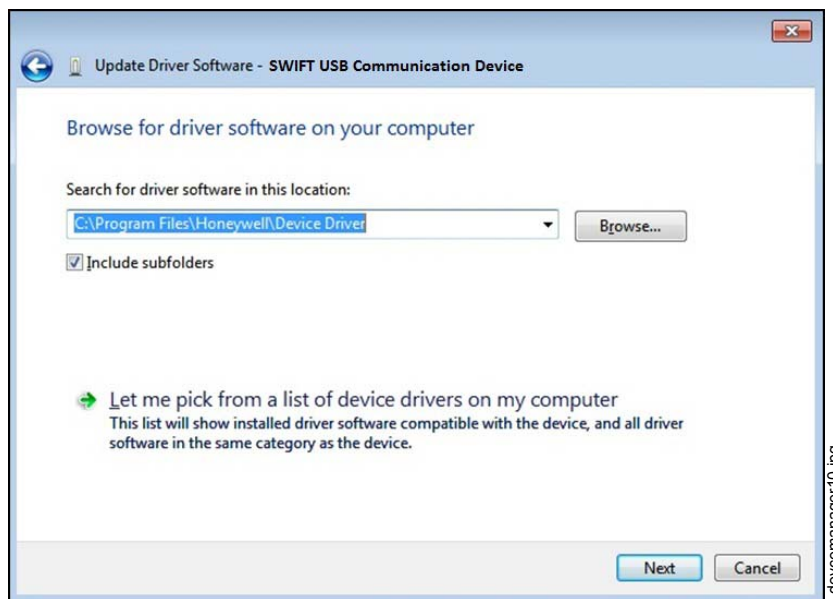 Update Driver Software - SWIFT USB Communication Device
Browse for driver software on your computer
Search for driver software in this location:
C:\Program Files\Honeywell\Device Driver
Browse...
Include subfolders
Let me pick from a list of device drivers on my computer
This list will show installed driver software compatible with the device, and all driver
software in the same category as the device.
Next
Cancel